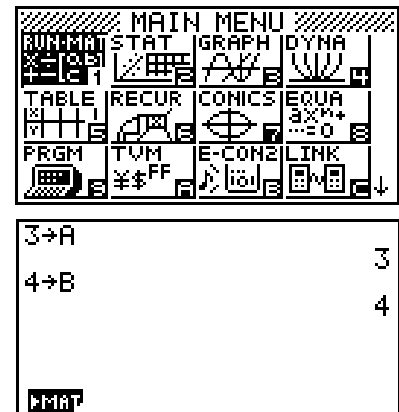 MAIN MENU
RUN•MAT STAT GRAPH DYNA
1 2 3 4
TABLE RECUR CONICS EQUA
5 6 7 8
PRGM TVM E-CON2 LINK
9 A B C
3→A
3
4→B
4
▶MAT